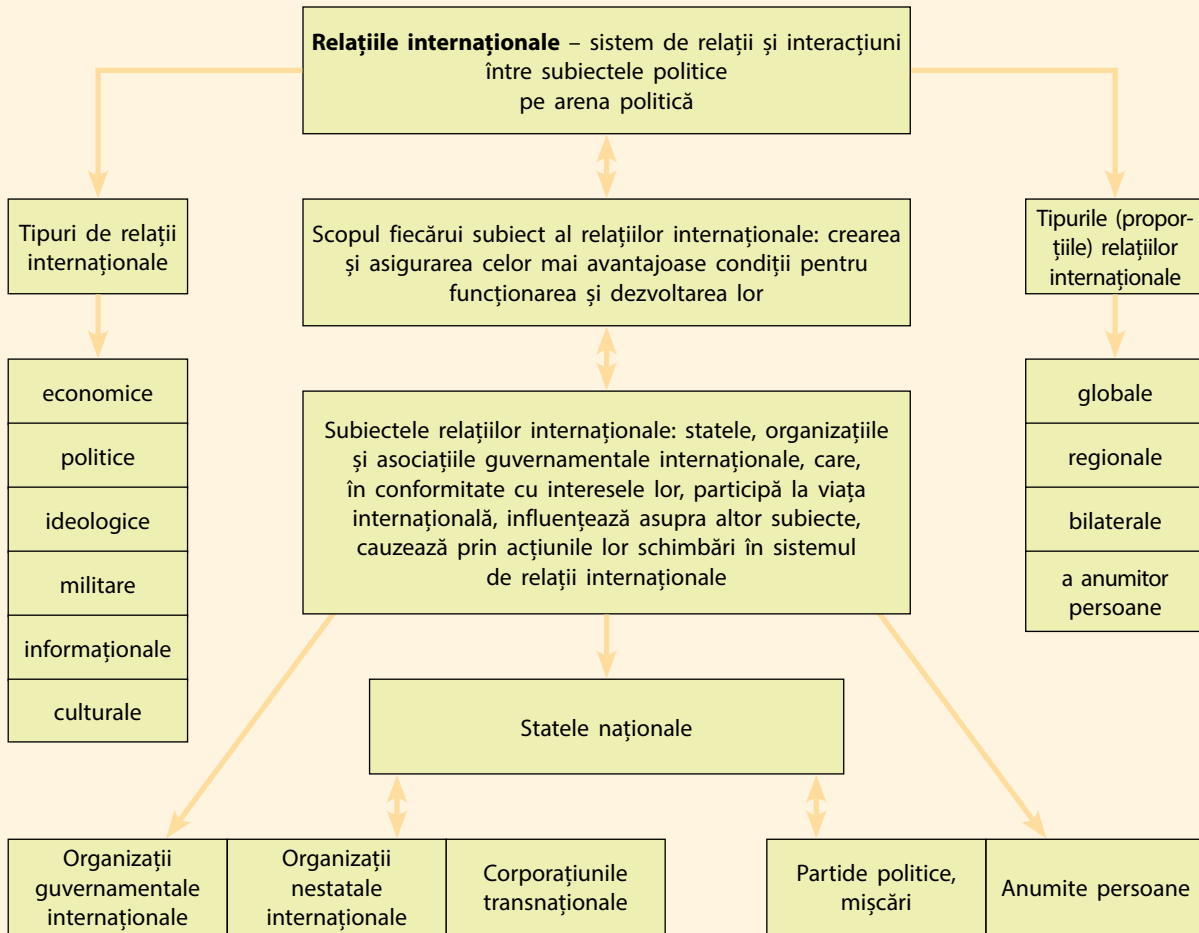 Relațiile internaționale – sistem de relații și interacțiuni
între subiectele politice
pe arena politică
Tipuri de relații
internaționale
Scopul fiecărui subiect al relațiilor internaționale: crearea
și asigurarea celor mai avantajoase condiții pentru
funcționarea și dezvoltarea lor
Tipurile (propor-
țiile) relațiilor
internaționale
economice
politice
ideologice
militare
informaționale
culturale
Subiectele relațiilor internaționale: statele, organizațiile
și asociațiile guvernamentale internaționale, care,
în conformitate cu interesele lor, participă la viața
internațională, influențează asupra altor subiecte,
cauzează prin acțiunile lor schimbări în sistemul
de relații internaționale
globale
regionale
bilaterale
a anumitor
persoane
Statele naționale
Organizații
guvernamentale
internaționale
Organizații
nestatale
internaționale
Corporațiunile
transnaționale
Partide politice,
mișcări
Anumite persoane